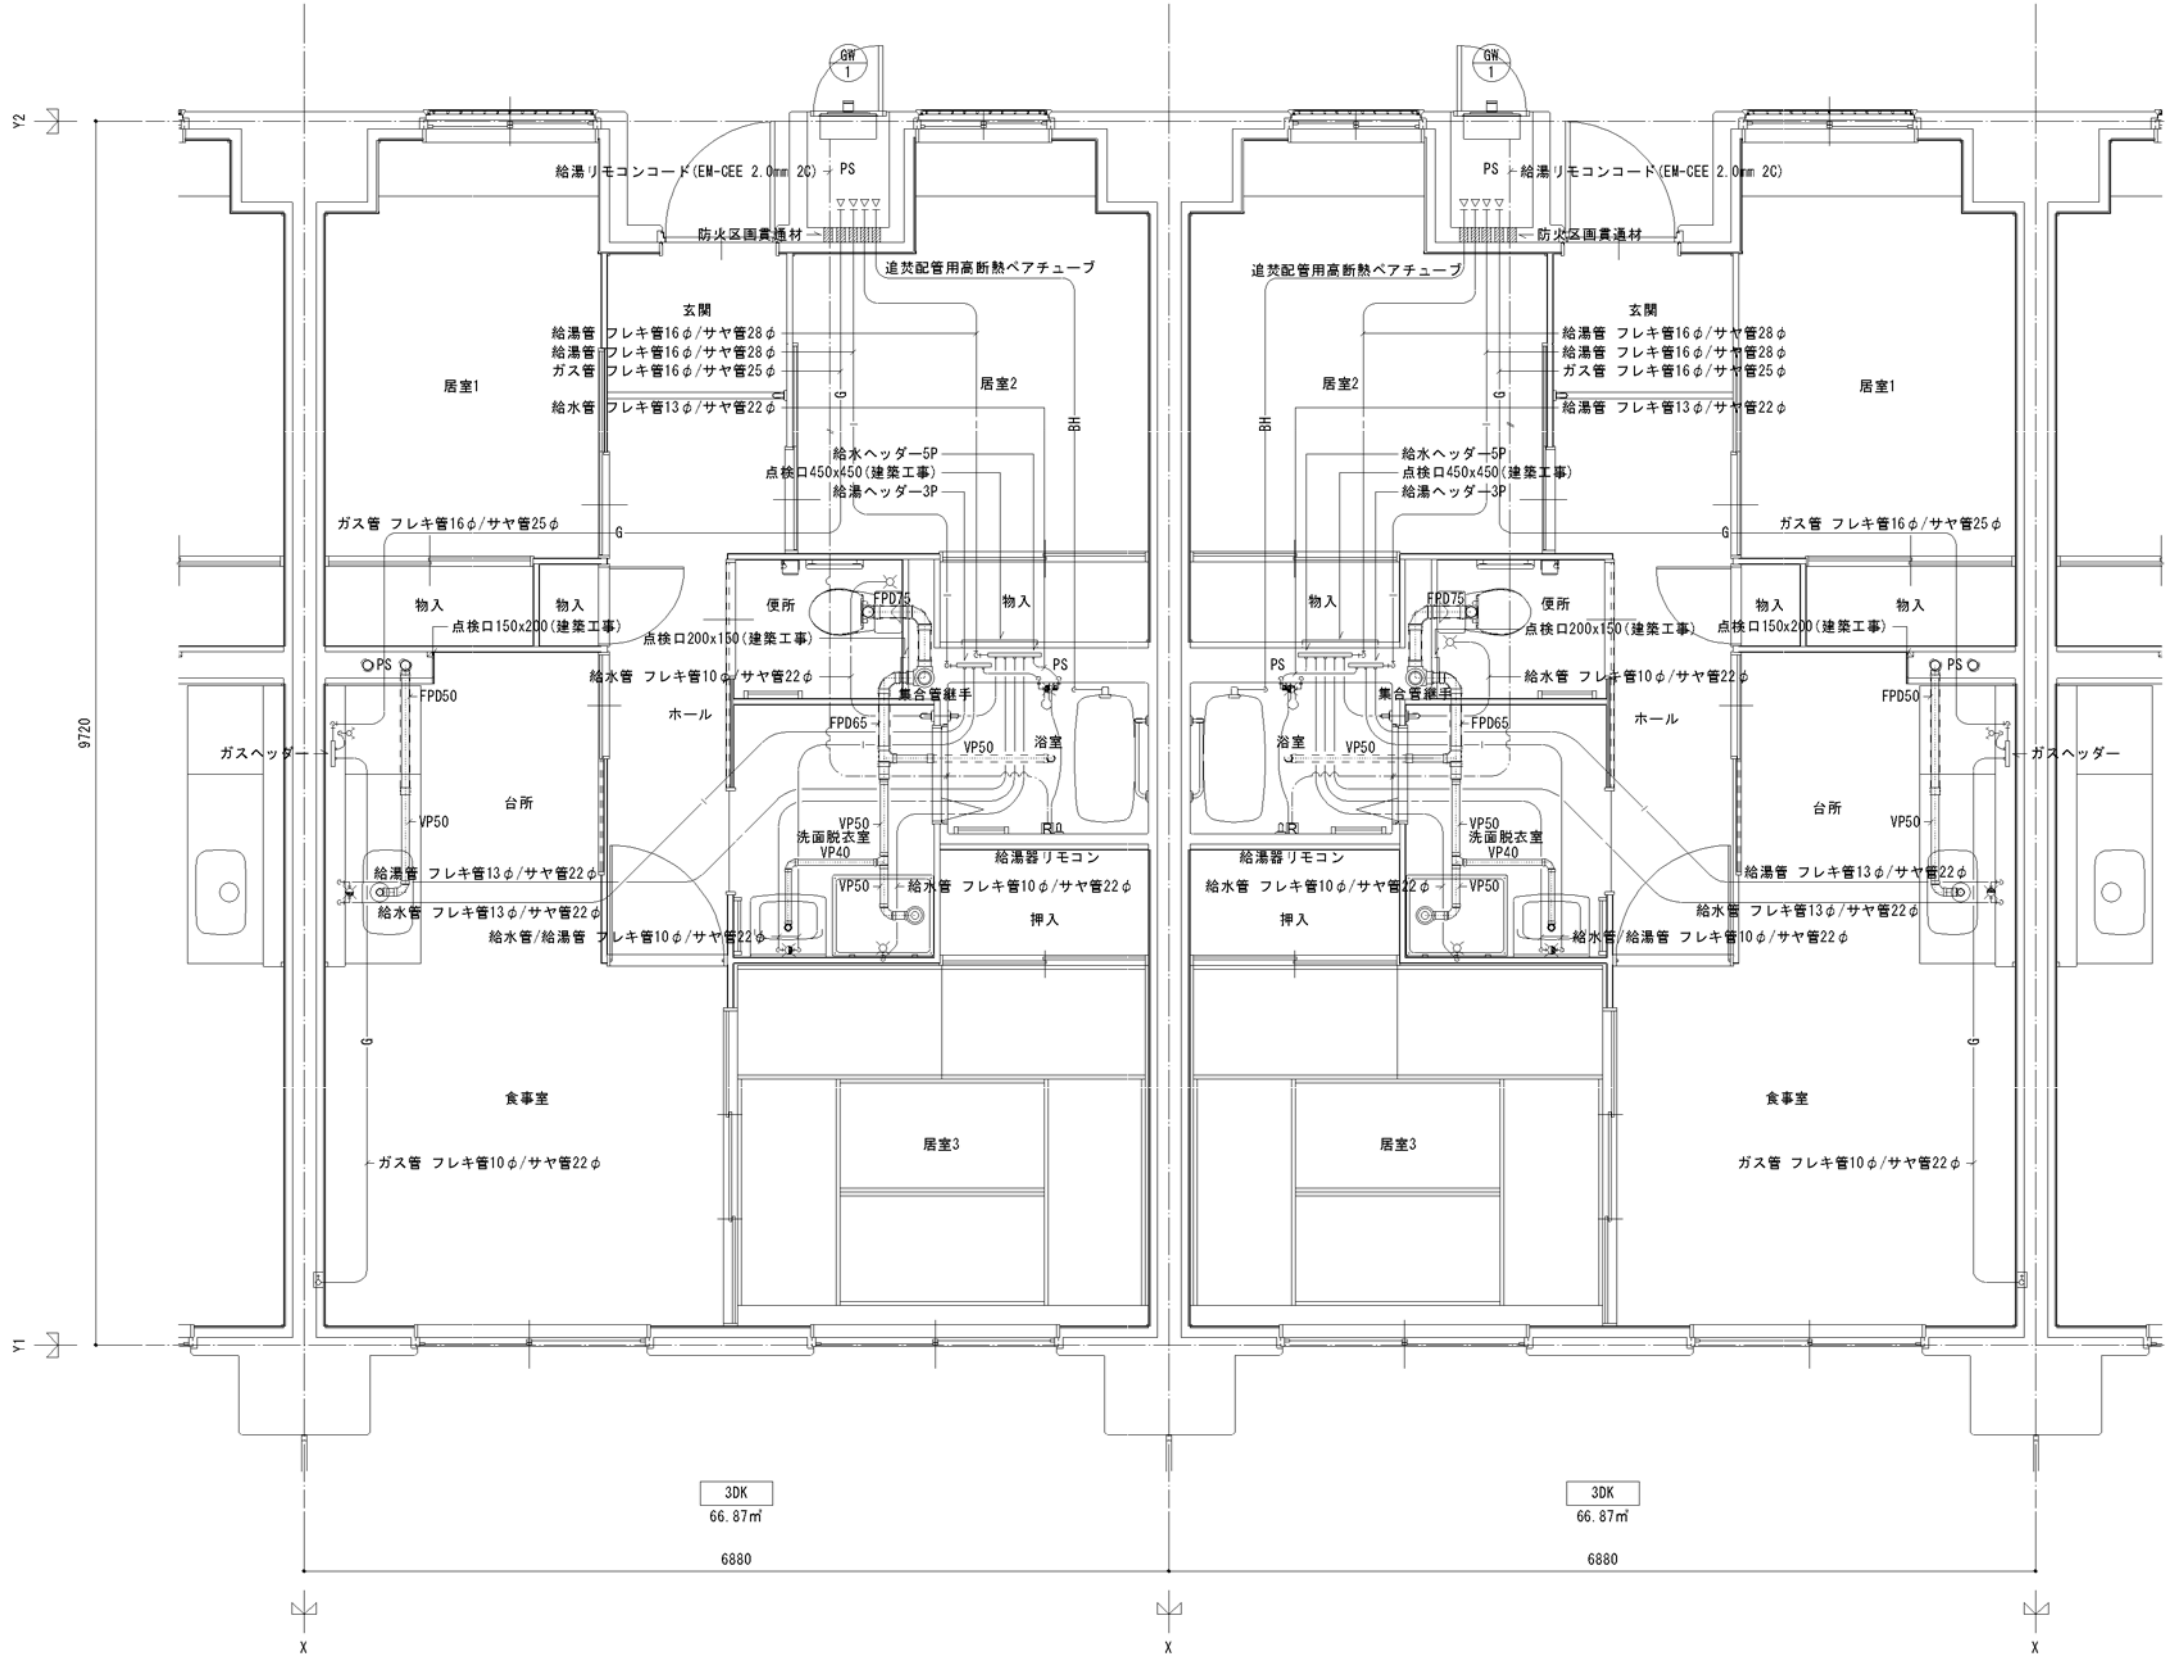 GW
1
GW
1
Y2
給湯リモコンコード(EM-CEE 2.0mm 2C)
PS
PS
給湯リモコンコード(EM-CEE 2.0mm 2C)
防火区画貫通材
防火区画貫通材
追焚配管用高断熱ペアチューブ
追焚配管用高断熱ペアチューブ
玄関
玄関
給湯管 フレキ管16φ/サヤ管28φ
給湯管 フレキ管16φ/サヤ管28φ
給湯管 フレキ管16φ/サヤ管28φ
給湯管 フレキ管16φ/サヤ管28φ
ガス管 フレキ管16φ/サヤ管25φ
ガス管 フレキ管16φ/サヤ管25φ
居室1
居室2
居室2
居室1
G
G
給水管 フレキ管13φ/サヤ管22φ
給湯管 フレキ管13φ/サヤ管22φ
BH
BH
給水ヘッダー5P
給水ヘッダー5P
点検口450x450(建築工事)
点検口450x450(建築工事)
給湯ヘッダー3P
給湯ヘッダー3P
ガス管 フレキ管16φ/サヤ管25φ
ガス管 フレキ管16φ/サヤ管25φ
G
G
物入
物入
便所
FPD75
物入
物入
FPD75
便所
物入
物入
点検口150x200(建築工事)
点検口200x150(建築工事)
点検口200x150(建築工事)
点検口150x200(建築工事)
PS
PS
PS
PS
給水管 フレキ管10φ/サヤ管22φ
給水管 フレキ管10φ/サヤ管22φ
FPD50
集合管継手
集合管継手
FPD50
ホール
ホール
FPD65
FPD65
9720
ガスヘッダー
VP50
浴室
浴室
VP50
ガスヘッダー
台所
台所
VP50
VP50
VP50
VP50
R
R
洗面脱衣室
洗面脱衣室
VP40
VP40
給湯器リモコン
給湯器リモコン
給湯管 フレキ管13φ/サヤ管22φ
給湯管 フレキ管13φ/サヤ管22φ
VP50
給水管 フレキ管10φ/サヤ管22φ
給水管 フレキ管10φ/サヤ管22φ
VP50
給水管 フレキ管13φ/サヤ管22φ
給水管 フレキ管13φ/サヤ管22φ
押入
押入
給水管/給湯管 フレキ管10φ/サヤ管22φ
給水管/給湯管 フレキ管10φ/サヤ管22φ
G
G
食事室
食事室
居室3
居室3
ガス管 フレキ管10φ/サヤ管22φ
ガス管 フレキ管10φ/サヤ管22φ
Y1
3DK
3DK
66.87㎡
66.87㎡
6880
6880
X
X
X